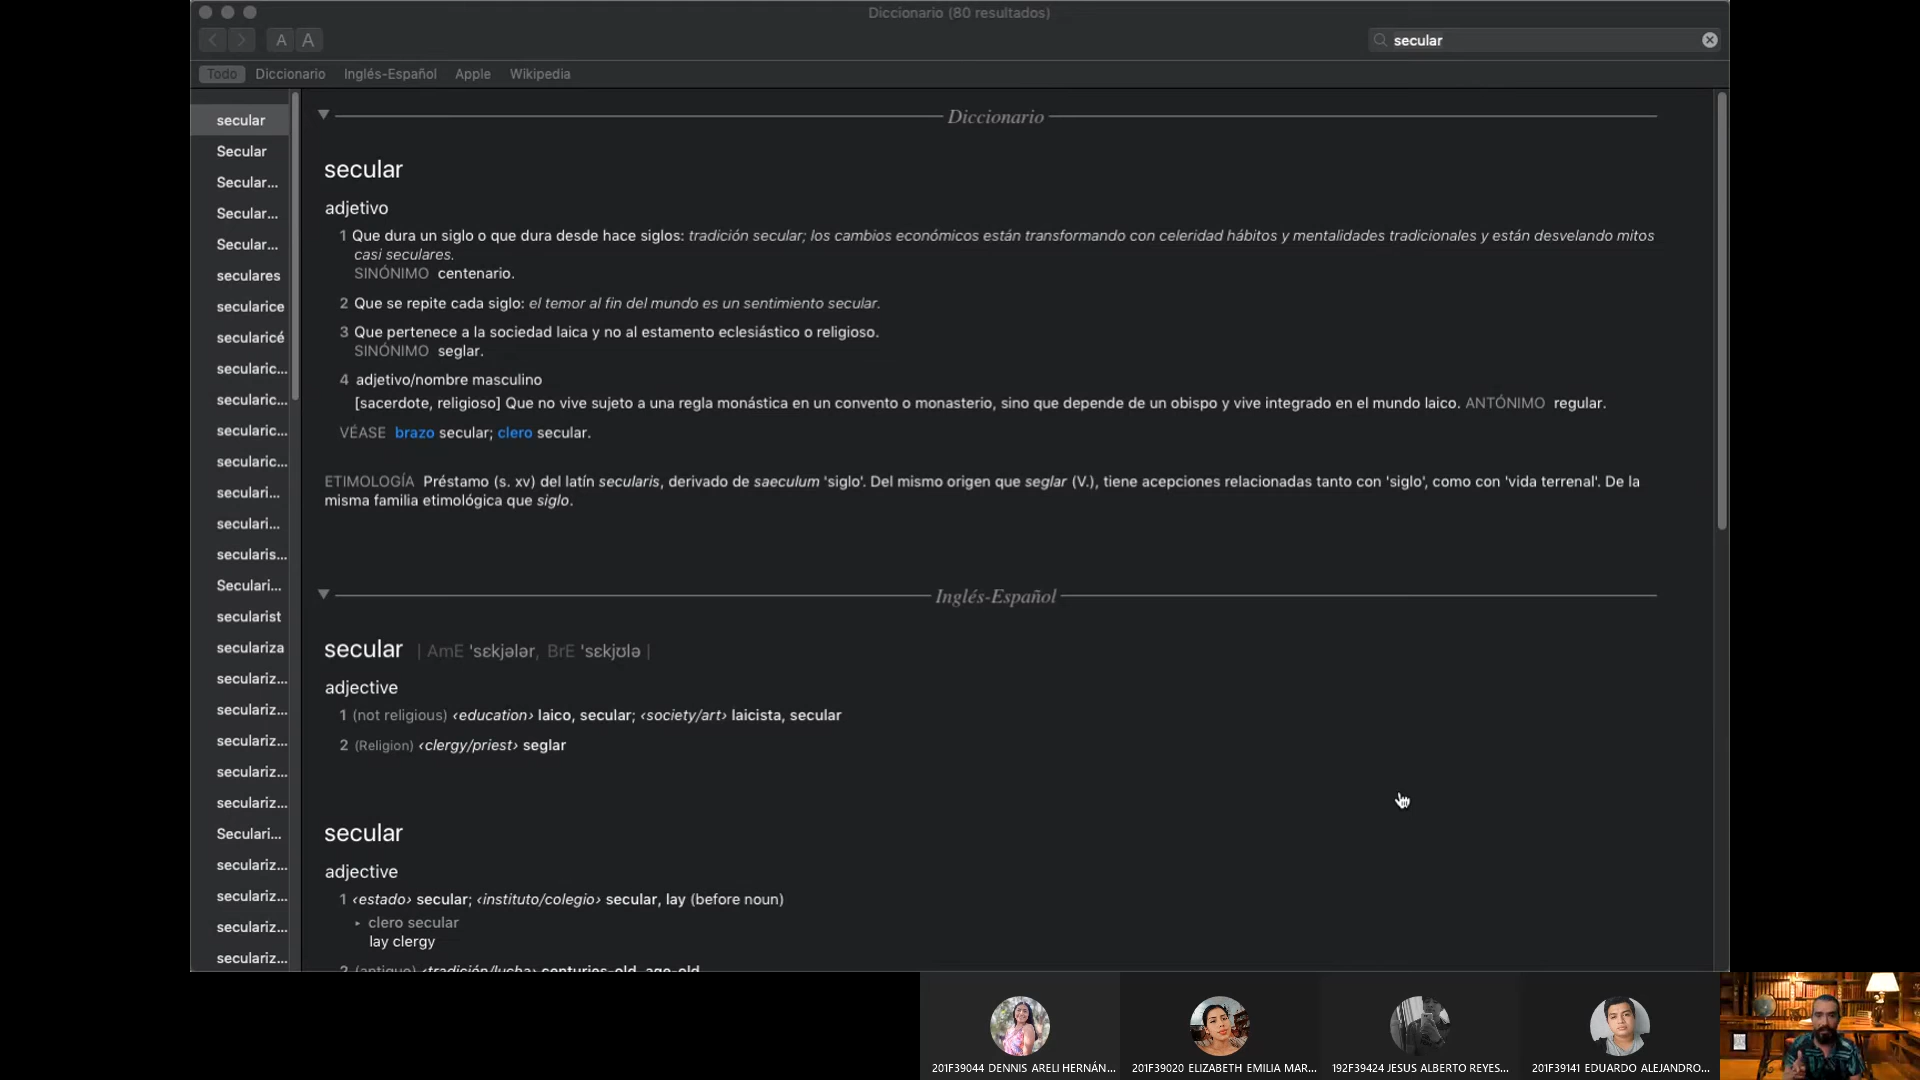 Diccionario (80 resultados)
A A
secular
Todo Diccionario Inglés-Español Apple Wikipedia
secular
Secular
Secular...
Secular...
Secular...
seculares
secularice
secularicé
secularic...
secularic...
secularic...
secularic...
seculari...
seculari...
secularis...
Seculari...
secularist
seculariza
seculariz...
seculariz...
seculariz...
seculariz...
seculariz...
Seculari...
seculariz...
seculariz...
seculariz...
seculariz...
Diccionario
secular
adjetivo
1 Que dura un siglo o que dura desde hace siglos: tradición secular; los cambios económicos están transformando con celeridad hábitos y mentalidades tradicionales y están desvelando mitos
casi seculares.
SINÓNIMO centenario.
2 Que se repite cada siglo: el temor al fin del mundo es un sentimiento secular.
3 Que pertenece a la sociedad laica y no al estamento eclesiástico o religioso.
SINÓNIMO seglar.
4 adjetivo/nombre masculino
[sacerdote, religioso] Que no vive sujeto a una regla monástica en un convento o monasterio, sino que depende de un obispo y vive integrado en el mundo laico. ANTÓNIMO regular.
VÉASE brazo secular; clero secular.
ETIMOLOGÍA Préstamo (s. XV) del latín secularis, derivado de saeculum 'siglo'. Del mismo origen que seglar (V.), tiene acepciones relacionadas tanto con 'siglo', como con 'vida terrenal'. De la
misma familia etimológica que siglo.
Inglés-Español
secular | AmE ˈsɛkjələr, BrE ˈsɛkjʊlə |
adjective
1 (not religious) ‹education› laico, secular; ‹society/art› laicista, secular
2 (Religion) ‹clergy/priest› seglar
secular
adjective
1 ‹estado› secular; ‹instituto/colegio› secular, lay (before noun)
▸ clero secular
lay clergy
2 (antiguo) ‹tradición/lucha› centuries-old, age-old
201F39044 DENNIS ARELI HERNÁN...
201F39020 ELIZABETH EMILIA MAR...
192F39424 JESUS ALBERTO REYES...
201F39141 EDUARDO ALEJANDRO...